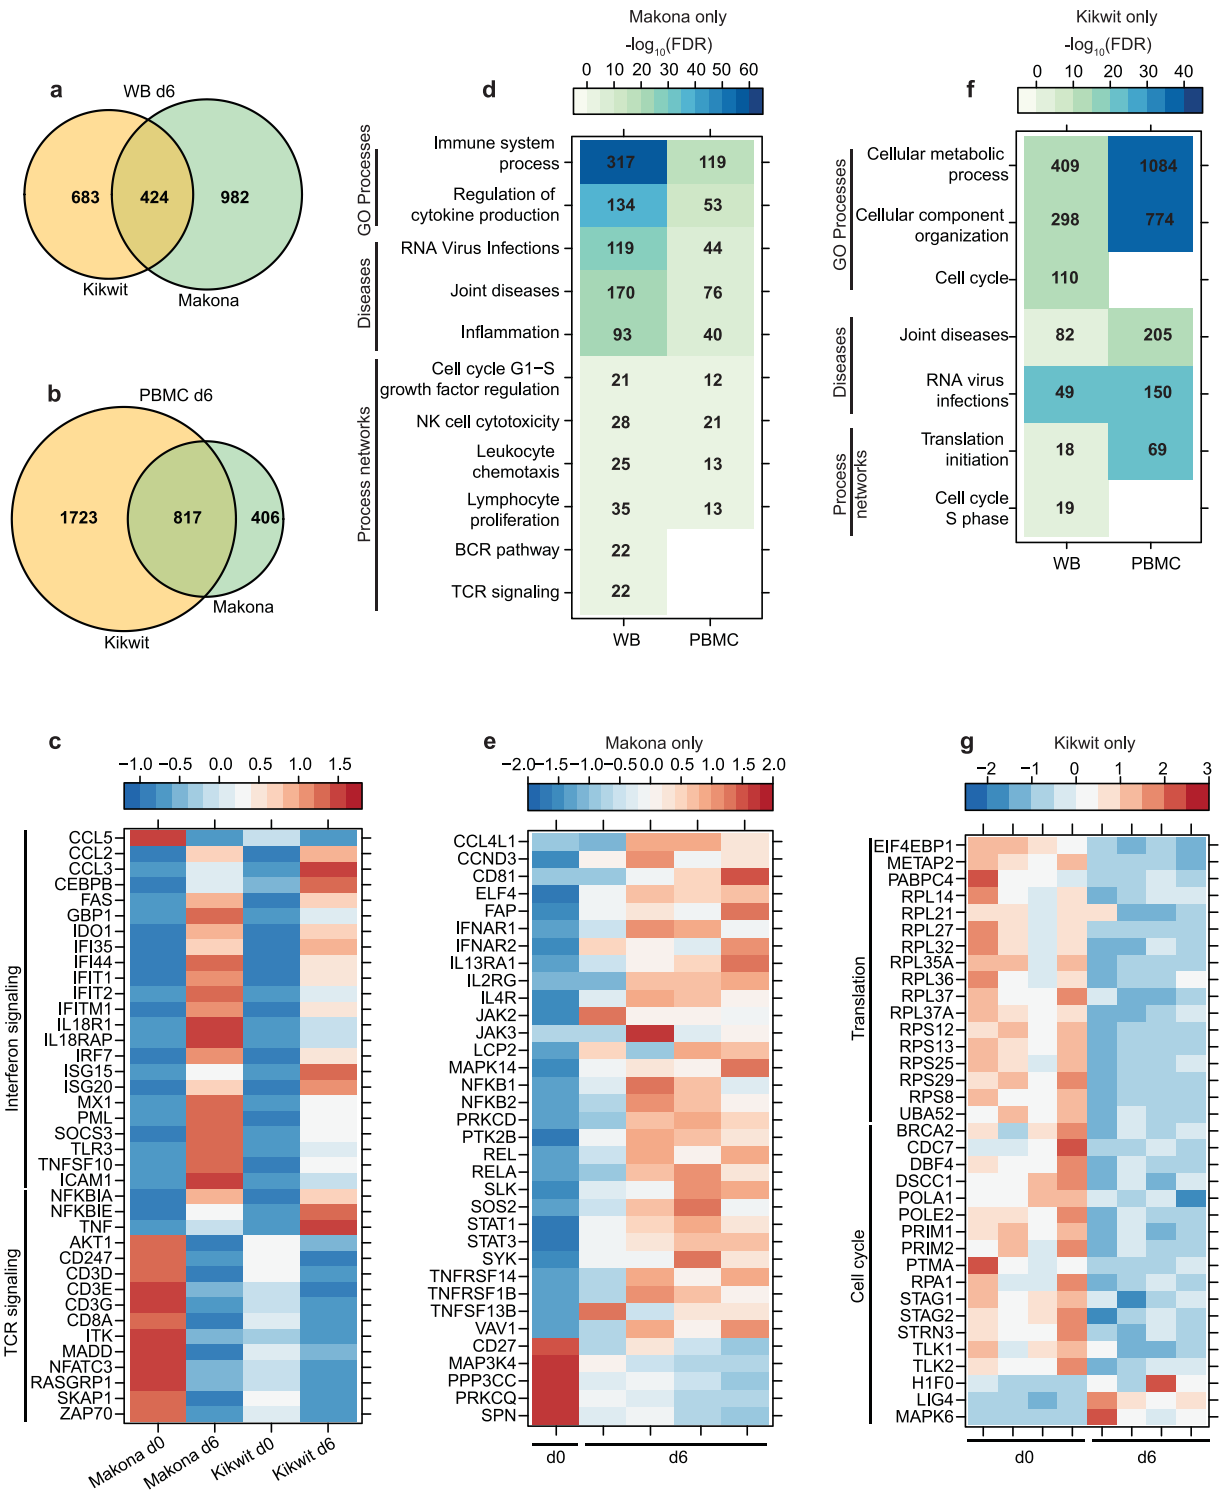 a
WB d6
683
424
982
Kikwit
Makona
b
PBMC d6
1723
817
406
Makona
Kikwit
d
Makona only
-log10(FDR)
0 10 20 30 40 50 60
GO Processes
Diseases
Process networks
Immune system
process
317 119
Regulation of
cytokine production
134 53
RNA Virus Infections
119 44
Joint diseases
170 76
Inflammation
93 40
Cell cycle G1–S
growth factor regulation
21 12
NK cell cytotoxicity
28 21
Leukocyte
chemotaxis
25 13
Lymphocyte
proliferation
35 13
BCR pathway
22
TCR signaling
22
WB PBMC
f
Kikwit only
-log10(FDR)
0 10 20 30 40
GO Processes
Diseases
Process
networks
Cellular metabolic
process
409 1084
Cellular component
organization
298 774
Cell cycle
110
Joint diseases
82 205
RNA virus
infections
49 150
Translation
initiation
18 69
Cell cycle
S phase
19
WB PBMC
c
−1.0 −0.5 0.0 0.5 1.0 1.5
Interferon signaling
TCR signaling
CCL5
CCL2
CCL3
CEBPB
FAS
GBP1
IDO1
IFI35
IFI44
IFIT1
IFIT2
IFITM1
IL18R1
IL18RAP
IRF7
ISG15
ISG20
MX1
PML
SOCS3
TLR3
TNFSF10
ICAM1
NFKBIA
NFKBIE
TNF
AKT1
CD247
CD3D
CD3E
CD3G
CD8A
ITK
MADD
NFATC3
RASGRP1
SKAP1
ZAP70
Makona d0
Makona d6
Kikwit d0
Kikwit d6
e
Makona only
−2.0 −1.5 −1.0 −0.5 0.0 0.5 1.0 1.5 2.0
CCL4L1
CCND3
CD81
ELF4
FAP
IFNAR1
IFNAR2
IL13RA1
IL2RG
IL4R
JAK2
JAK3
LCP2
MAPK14
NFKB1
NFKB2
PRKCD
PTK2B
REL
RELA
SLK
SOS2
STAT1
STAT3
SYK
TNFRSF14
TNFRSF1B
TNFSF13B
VAV1
CD27
MAP3K4
PPP3CC
PRKCQ
SPN
d0 d6
g
Kikwit only
−2 −1 0 1 2 3
Translation
Cell cycle
EIF4EBP1
METAP2
PABPC4
RPL14
RPL21
RPL27
RPL32
RPL35A
RPL36
RPL37
RPL37A
RPS12
RPS13
RPS25
RPS29
RPS8
UBA52
BRCA2
CDC7
DBF4
DSCC1
POLA1
POLE2
PRIM1
PRIM2
PTMA
RPA1
STAG1
STAG2
STRN3
TLK1
TLK2
H1F0
LIG4
MAPK6
d0 d6